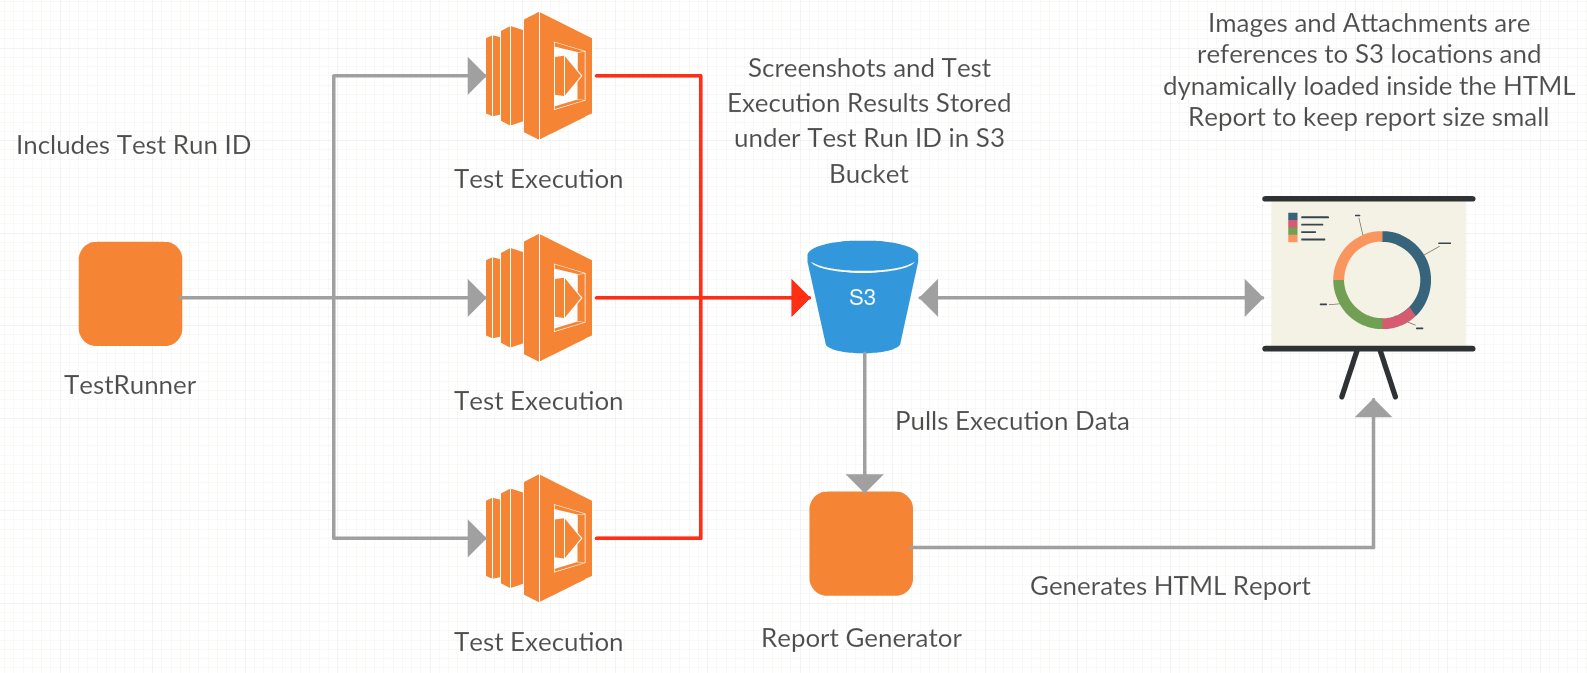 Images and Attachments are
references to S3 locations and
dynamically loaded inside the HTML
Report to keep report size small
Screenshots and Test
Execution Results Stored
under Test Run ID in S3
Bucket
Includes Test Run ID
Test Execution
S3
TestRunner
Test Execution
Pulls Execution Data
Generates HTML Report
Test Execution
Report Generator